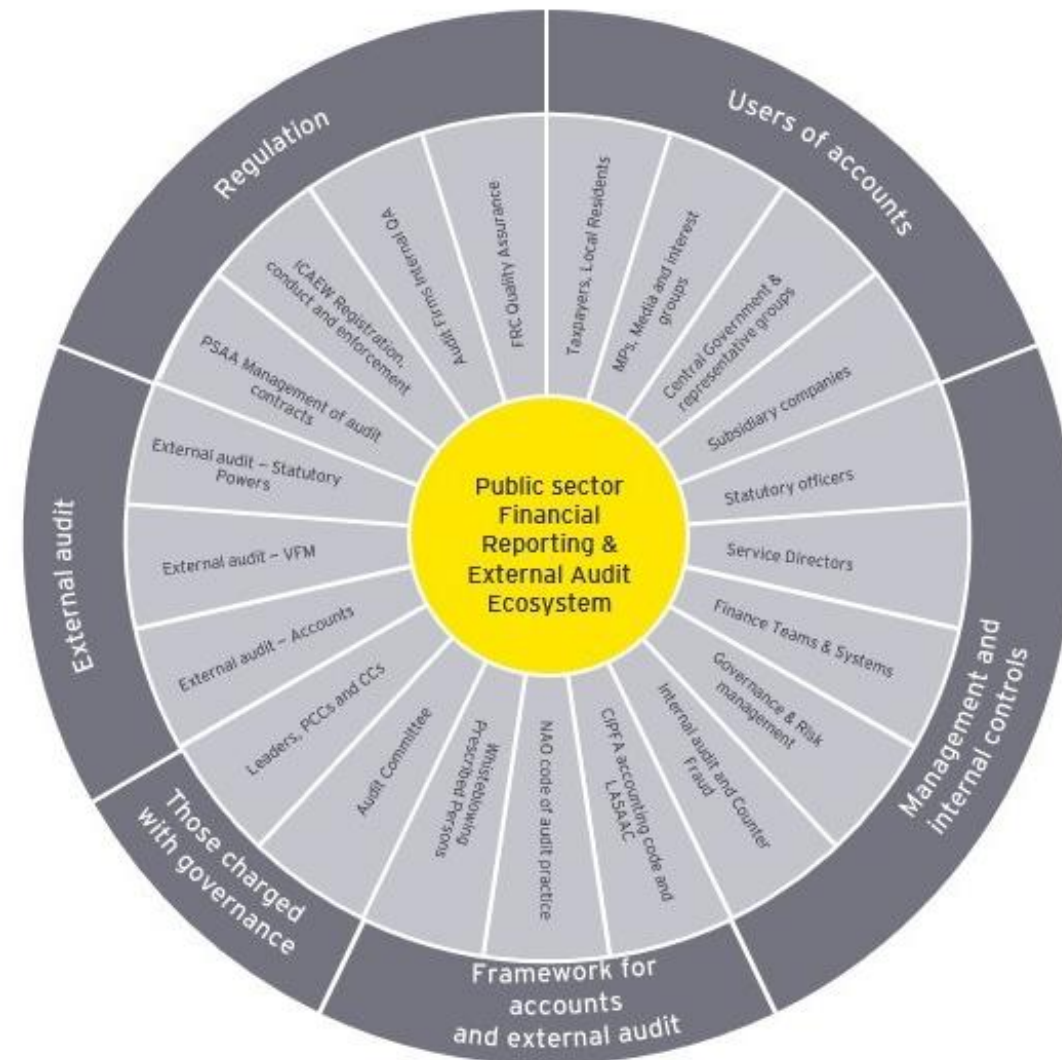 Regulation
Users of accounts
Management and
internal controls
Framework for
accounts
and external audit
Those charged
with governance
External audit
Taxpayers, Local Residents
MPs, Media and interest
groups
Central Government &
representative groups
Subsidiary companies
Statutory officers
Service Directors
Finance Teams & Systems
Governance & Risk
management
Internal audit and Counter
Fraud
CIPFA accounting code and
LASAAC
NAO code of audit practice
Whisteblowing
Prescribed Persons
Audit Committee
Leaders, PCCs and CCs
External audit – Accounts
External audit – VFM
External audit – Statutory
Powers
PSAA Management of audit
contracts
ICAEW Registration,
conduct and enforcement
Audit Firms Internal QA
FRC Quality Assurance
Public sector
Financial
Reporting &
External Audit
Ecosystem